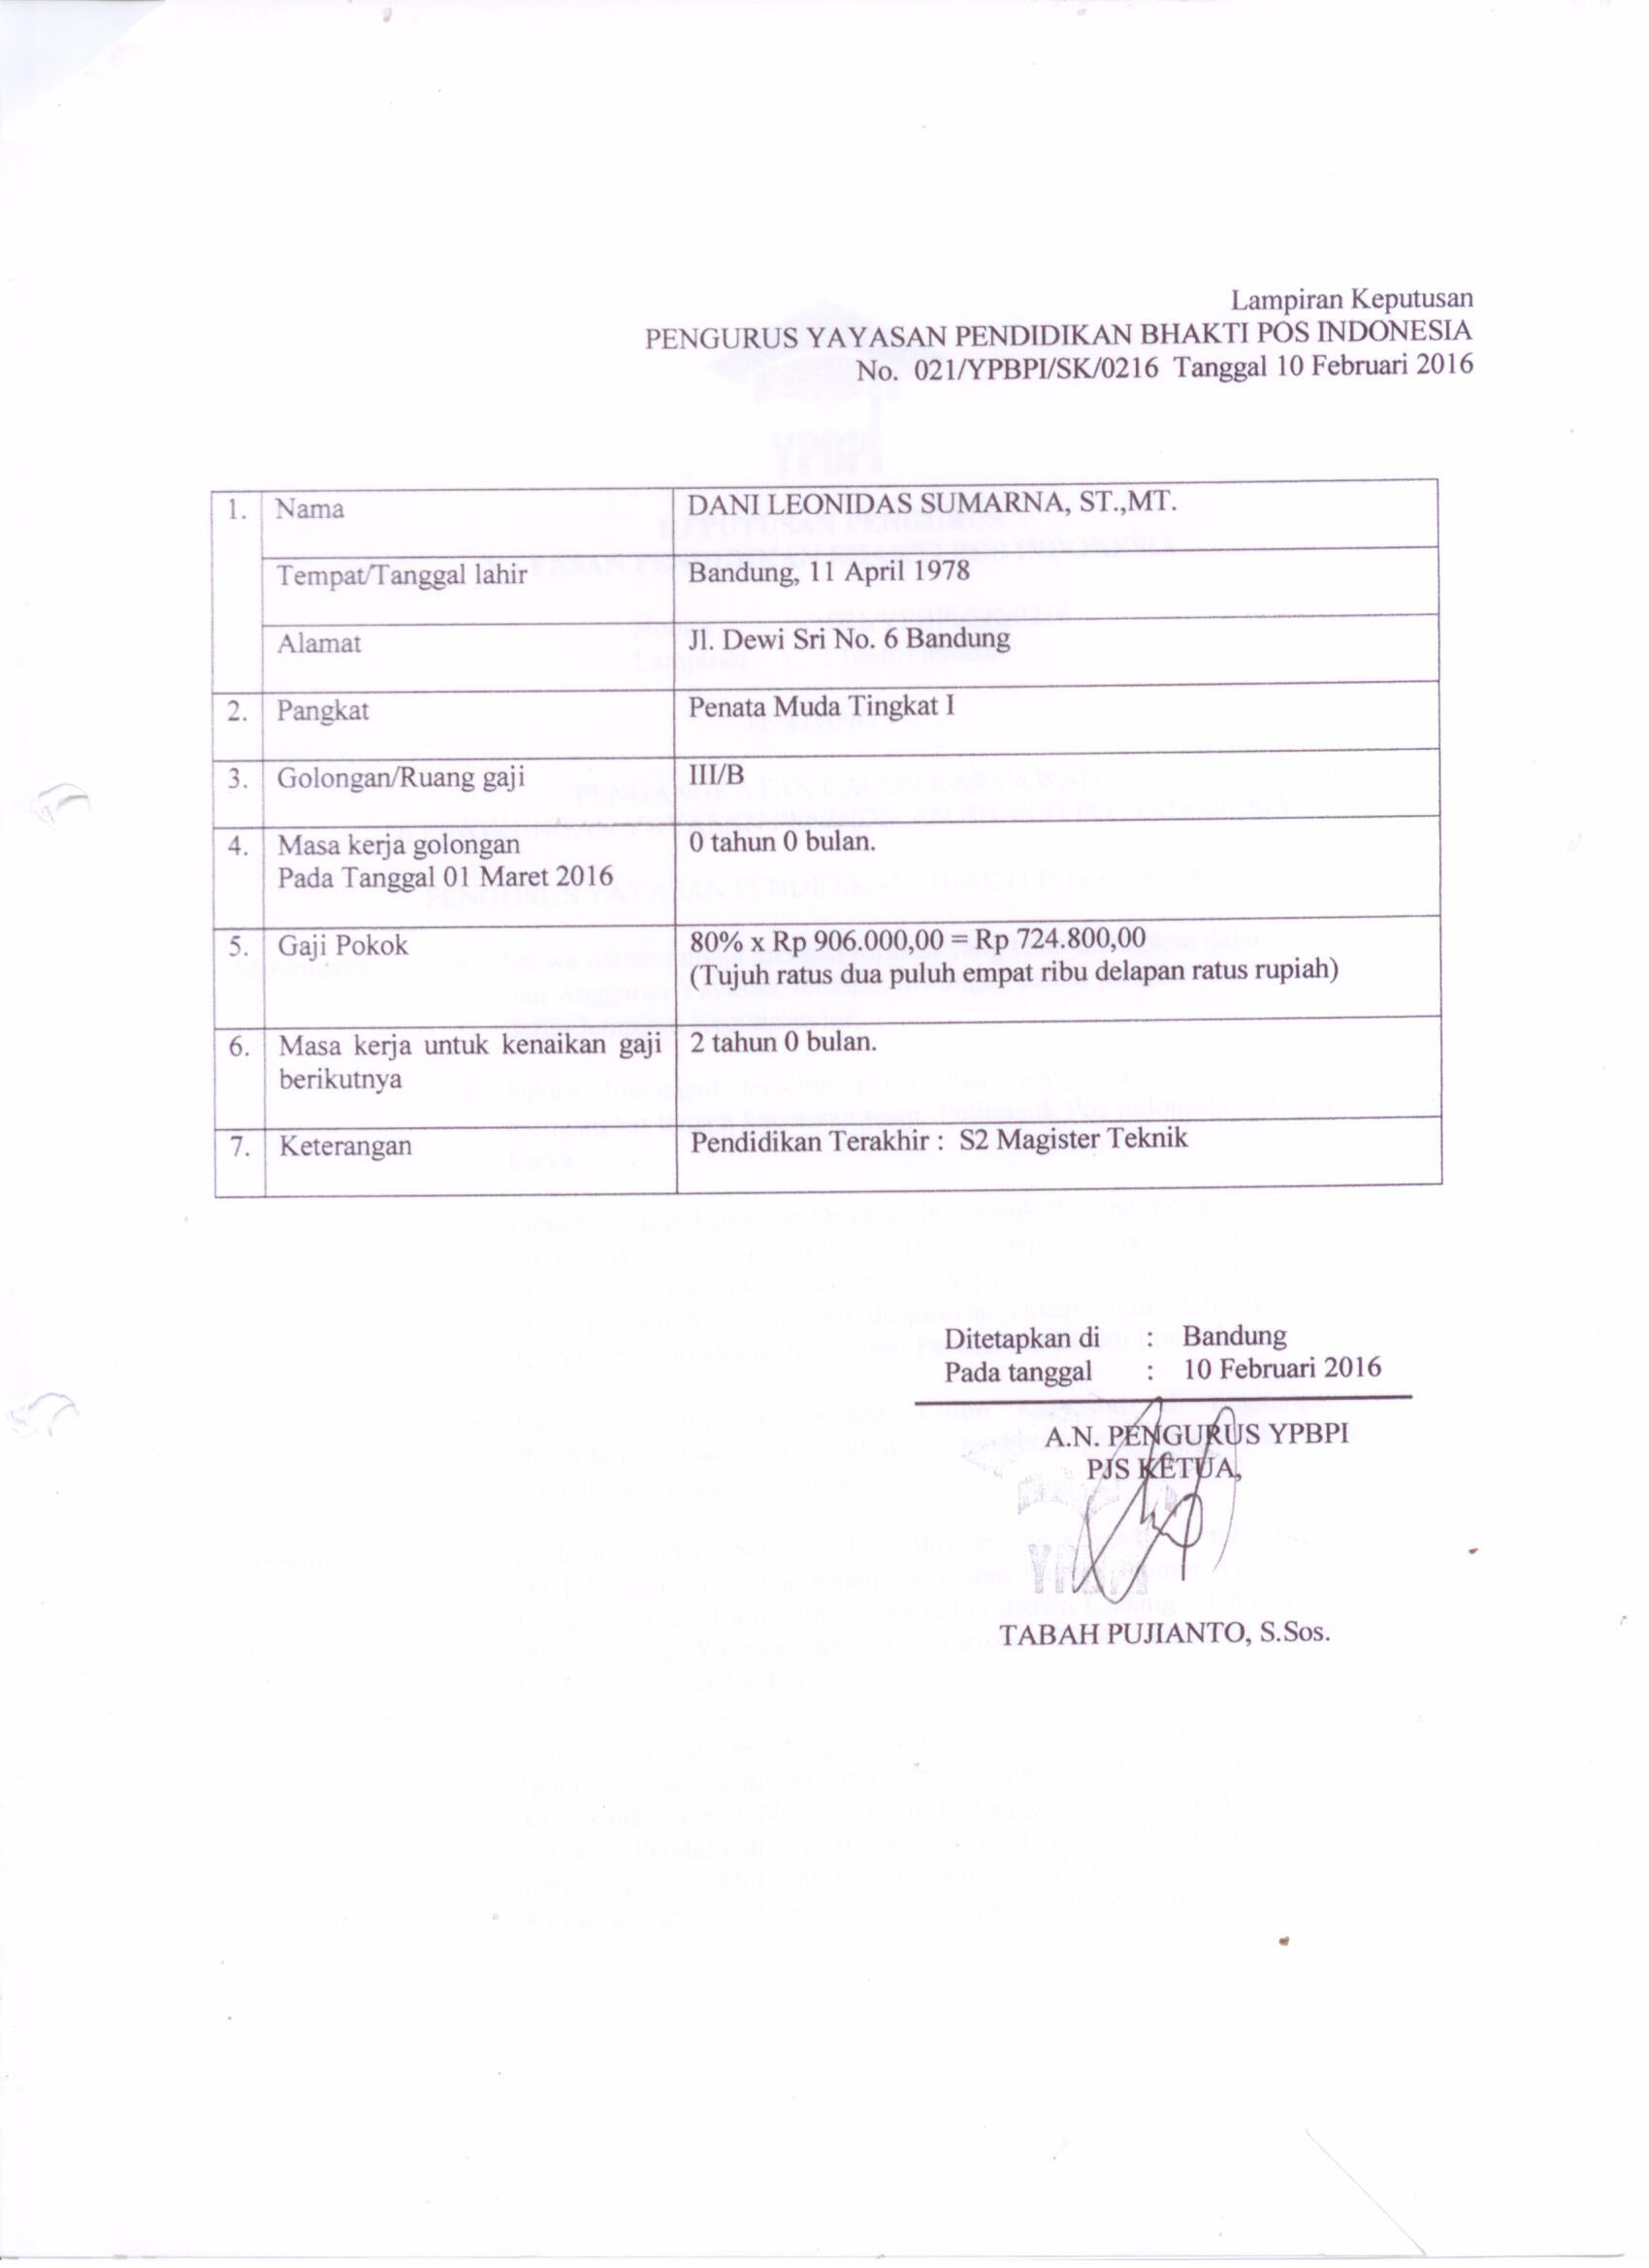 Lampiran Keputusan
PENGURUS YAYASAN PENDIDIKAN BHAKTI POS INDONESIA
No. 021/YPBPI/SK/0216 Tanggal 10 Februari 2016
1. Nama DANI LEONIDAS SUMARNA, ST.,MT.
Tempat/Tanggal lahir Bandung, 11 April 1978
Alamat Jl. Dewi Sri No. 6 Bandung
2. Pangkat Penata Muda Tingkat I
3. Golongan/Ruang gaji III/B
4. Masa kerja golongan 0 tahun 0 bulan.
Pada Tanggal 01 Maret 2016
5. Gaji Pokok 80% x Rp 906.000,00 = Rp 724.800,00
(Tujuh ratus dua puluh empat ribu delapan ratus rupiah)
6. Masa kerja untuk kenaikan gaji 2 tahun 0 bulan.
berikutnya
7. Keterangan Pendidikan Terakhir : S2 Magister Teknik
Ditetapkan di : Bandung
Pada tanggal : 10 Februari 2016
A.N. PENGURUS YPBPI
PJS KETUA,
TABAH PUJIANTO, S.Sos.